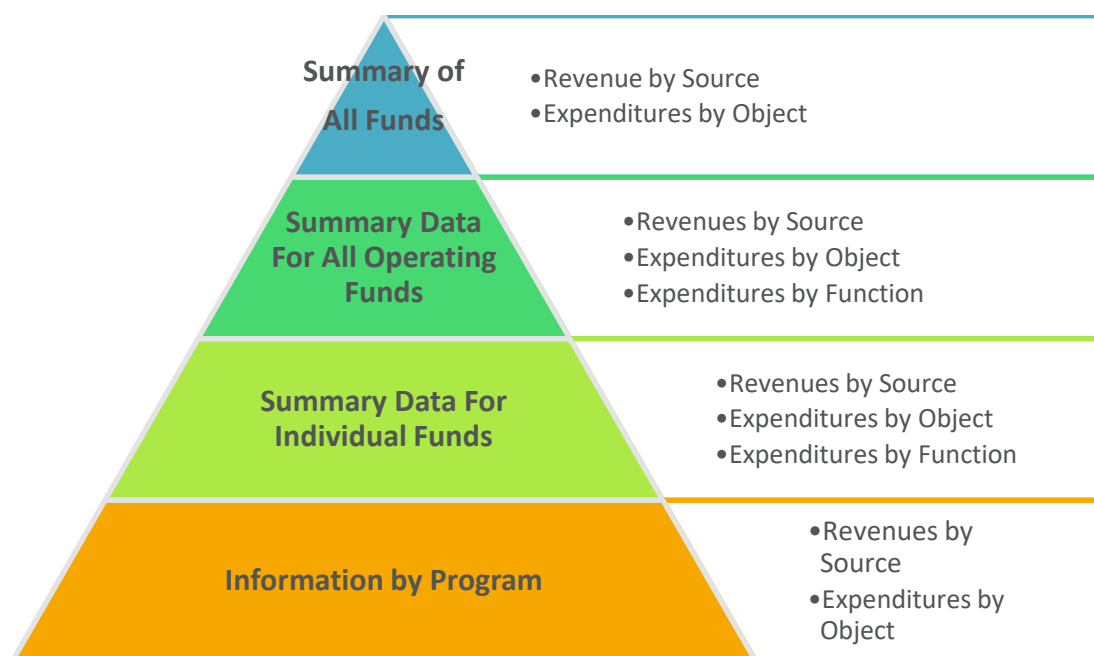 Summary of
All Funds
•Revenue by Source
•Expenditures by Object
Summary Data
For All Operating
Funds
•Revenues by Source
•Expenditures by Object
•Expenditures by Function
Summary Data For
Individual Funds
•Revenues by Source
•Expenditures by Object
•Expenditures by Function
Information by Program
•Revenues by
Source
•Expenditures by
Object